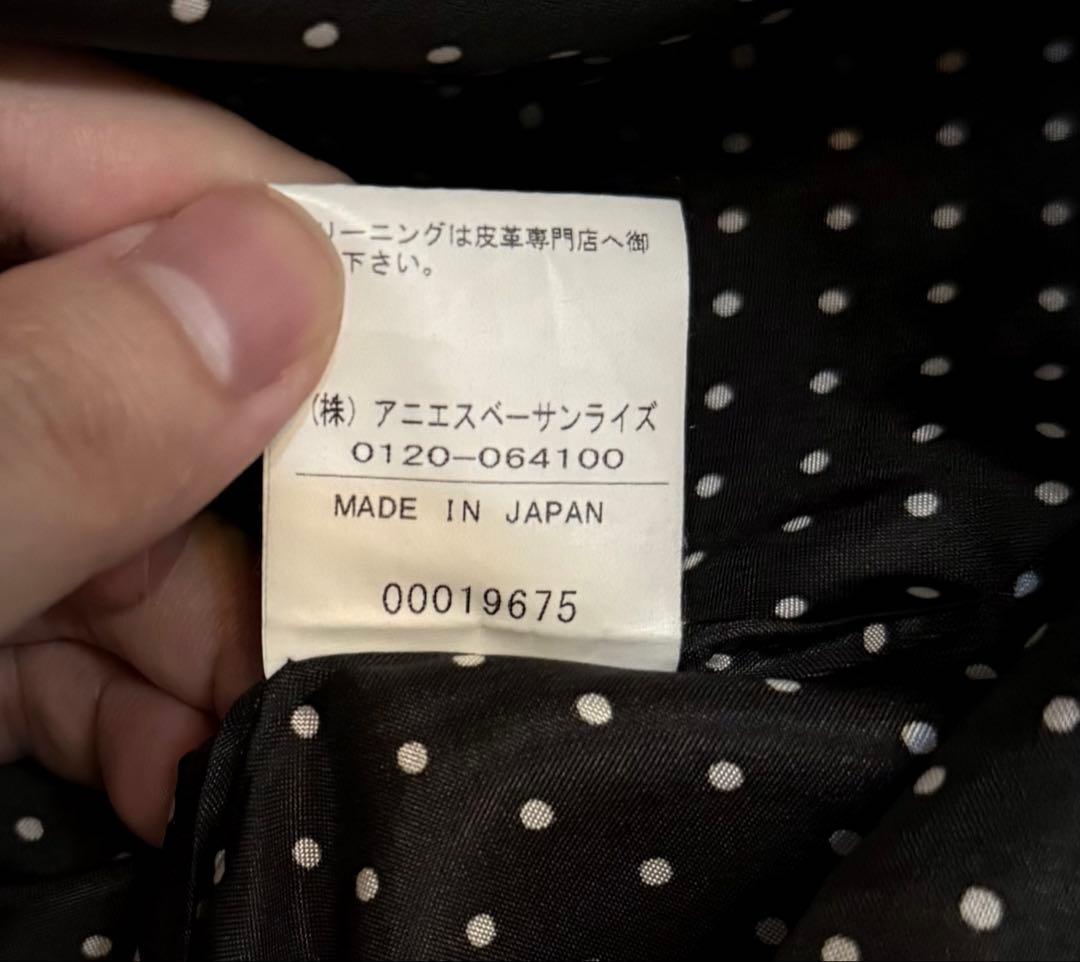 リーニングは皮革専門店へ御
下さい。
(株) アニエスベーサンライズ
0120-064100
MADE IN JAPAN
00019675